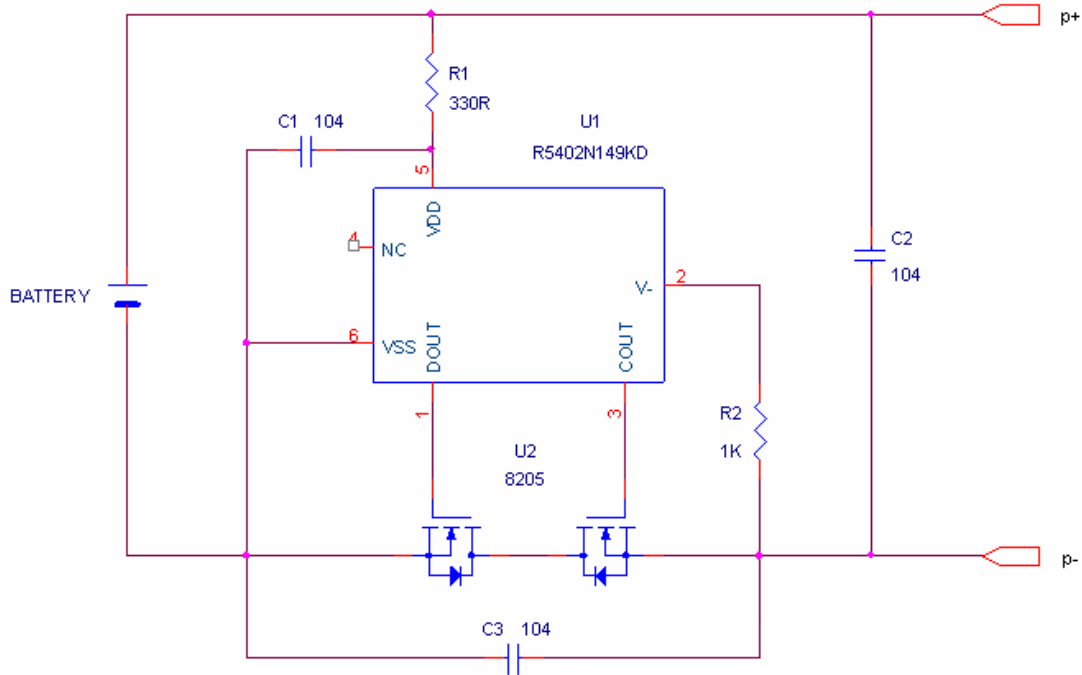 p+
R1
330R
C1 104
U1
R5402N149KD
5
VDD
4
NC
C2
104
2
V-
BATTERY
6
VSS
DOUT
COUT
1
3
R2
1K
U2
8205
p-
C3 104